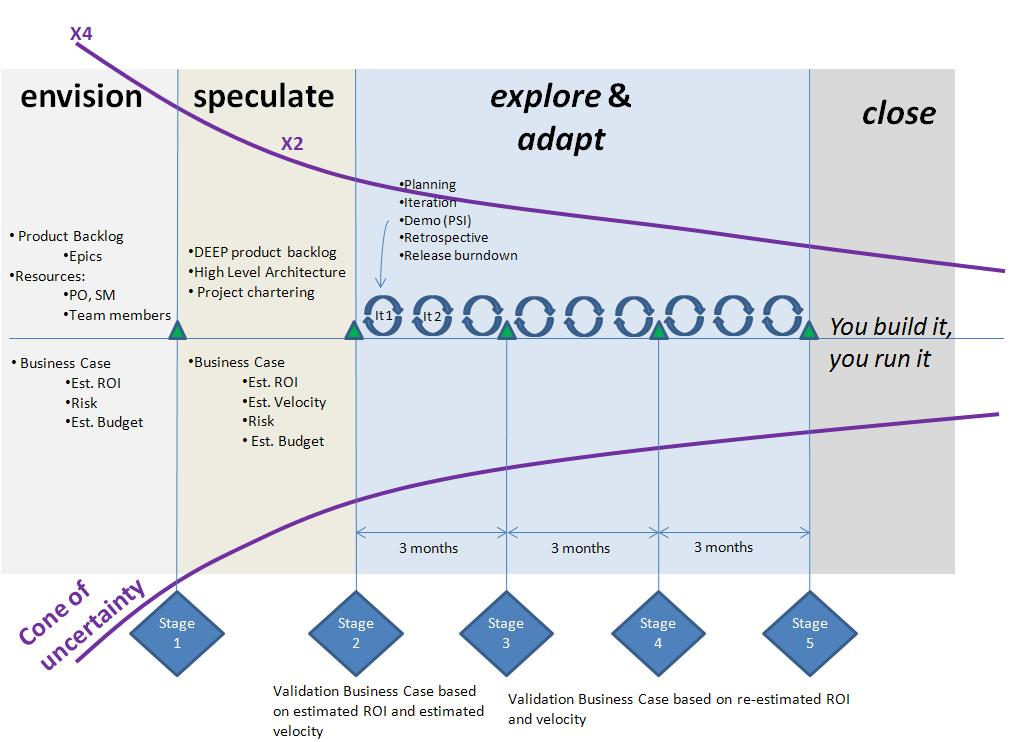 X4
envision
speculate
explore &
adapt
close
X2
•Planning
•Iteration
•Demo (PSI)
•Retrospective
•Release burndown
• Product Backlog
•Epics
•Resources:
•PO, SM
•Team members
•DEEP product backlog
•High Level Architecture
• Project chartering
It1
It 2
You build it,
you run it
• Business Case
•Est. ROI
•Risk
•Est. Budget
•Business Case
•Est. ROI
•Est. Velocity
•Risk
• Est. Budget
3 months
3 months
3 months
Cone of
uncertainty
Stage
1
Stage
2
Stage
3
Stage
4
Stage
5
Validation Business Case based
on estimated ROI and estimated
velocity
Validation Business Case based on re-estimated ROI
and velocity